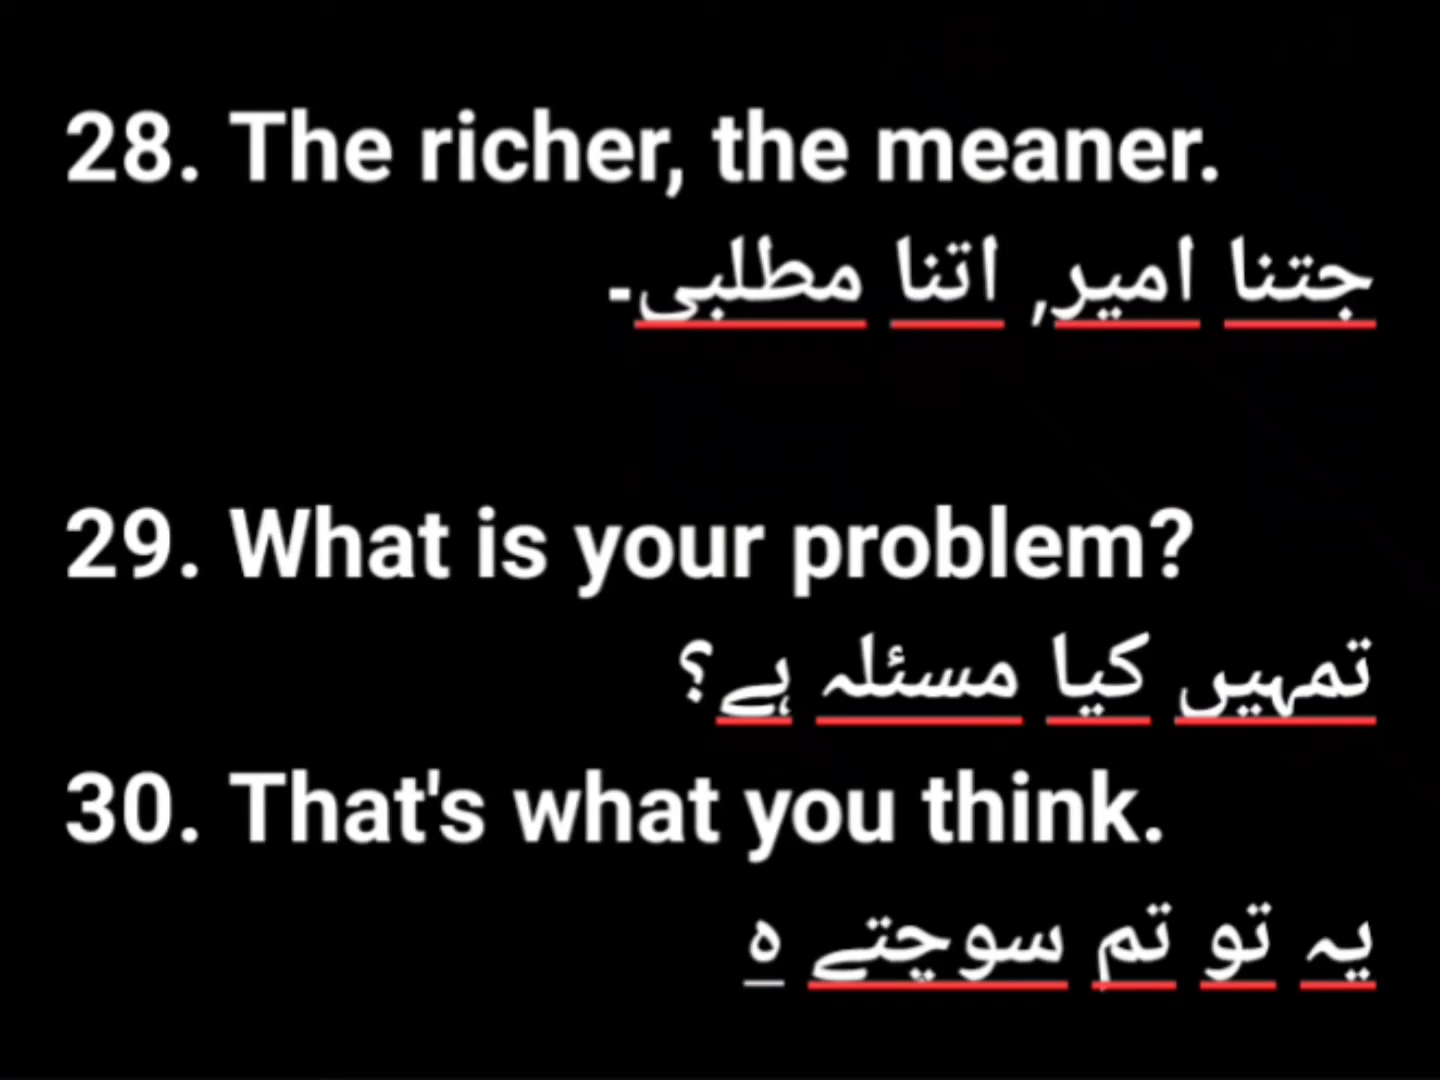 28. The richer, the meaner.
جتنا امیر, اتنا مطلبی۔
29. What is your problem?
تمہیں کیا مسئلہ ہے؟
30. That's what you think.
یہ تو تم سوچتے ہ